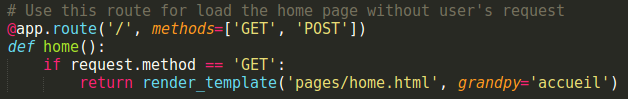 # Use this route for load the home page without user's request
@app.route('/', methods=['GET', 'POST'])
def home():
    if request.method == 'GET':
        return render_template('pages/home.html', grandpy='accueil')